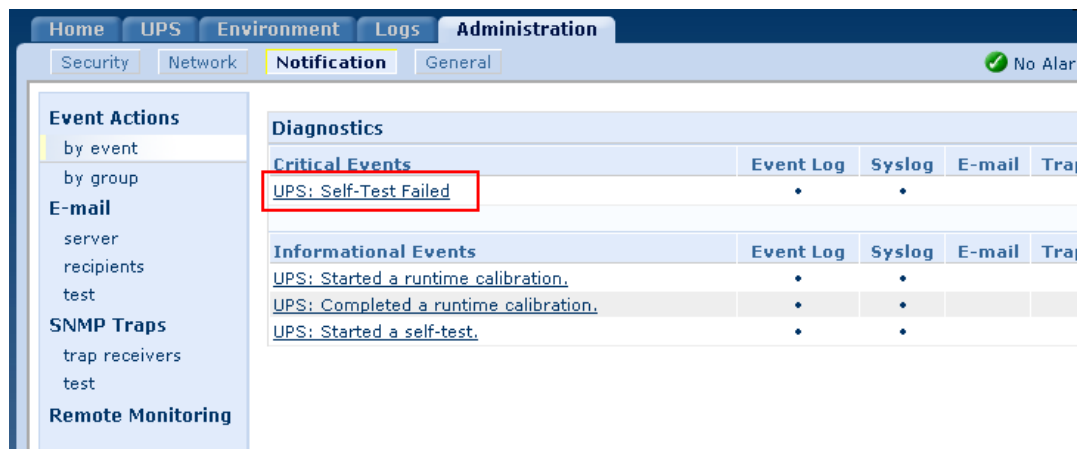 Home UPS Environment Logs Administration
Security Network Notification General No Alar
Event Actions
by event
by group
E-mail
server
recipients
test
SNMP Traps
trap receivers
test
Remote Monitoring
Diagnostics
Critical Events Event Log Syslog E-mail Trap
UPS: Self-Test Failed • •
Informational Events Event Log Syslog E-mail Trap
UPS: Started a runtime calibration. • •
UPS: Completed a runtime calibration. • •
UPS: Started a self-test. • •